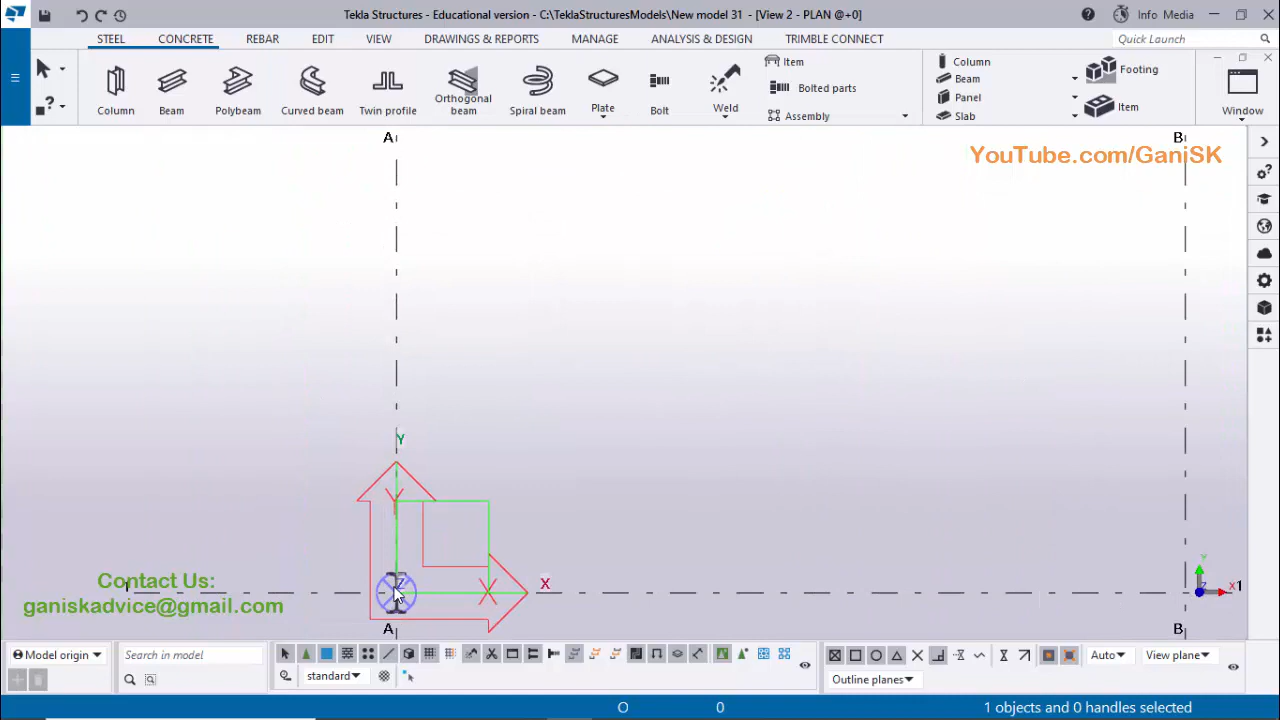 Tekla Structures - Educational version - C:\TeklaStructuresModels\New model 31 - [View 2 - PLAN @+0]
Info Media
STEEL CONCRETE REBAR EDIT VIEW DRAWINGS & REPORTS MANAGE ANALYSIS & DESIGN TRIMBLE CONNECT
Quick Launch
Column Beam Polybeam Curved beam Twin profile Orthogonal beam Spiral beam Plate Bolt Weld
Item
Bolted parts
Assembly
Column
Beam
Panel
Slab
Footing
Item
Window
A
B
YouTube.com/GaniSK
Y
Y
Z
X
X
Y
Z
X
1
1
Contact Us:
ganiskadvice@gmail.com
A
B
Model origin
Search in model
standard
Auto
View plane
Outline planes
O 0 1 objects and 0 handles selected